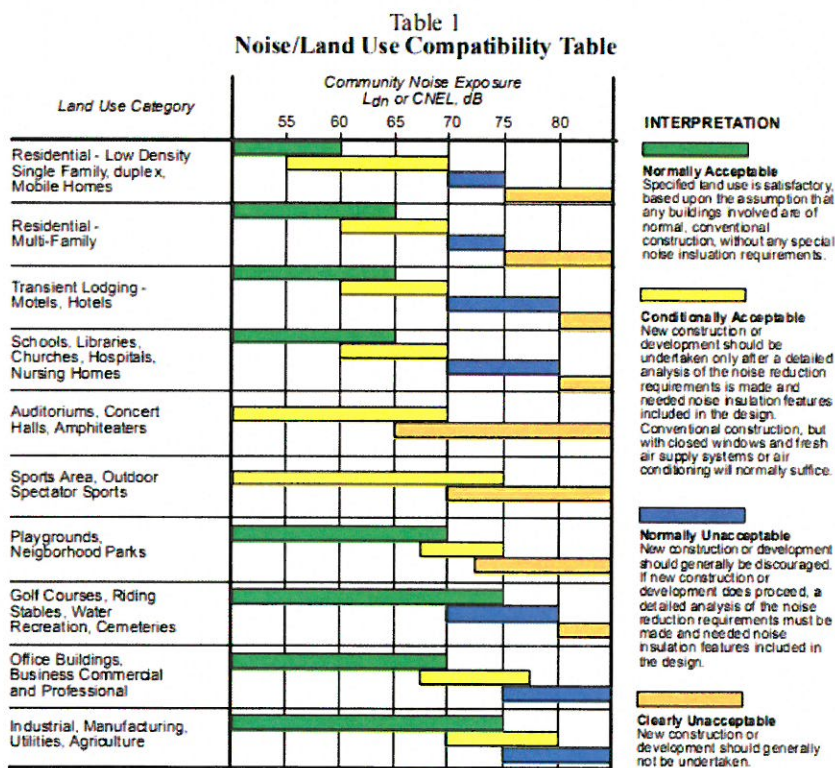 Table 1
Noise/Land Use Compatibility Table
Land Use Category
Community Noise Exposure
Ldn or CNEL, dB
55 60 65 70 75 80
Residential - Low Density
Single Family, duplex,
Mobile Homes
Residential -
Multi-Family
Transient Lodging -
Motels, Hotels
Schools, Libraries,
Churches, Hospitals,
Nursing Homes
Auditoriums, Concert
Halls, Amphiteaters
Sports Area, Outdoor
Spectator Sports
Playgrounds,
Neigborhood Parks
Golf Courses, Riding
Stables, Water
Recreation, Cemeteries
Office Buildings,
Business Commercial
and Professional
Industrial, Manufacturing,
Utilities, Agriculture
INTERPRETATION
Normally Acceptable
Specified land use is satisfactory,
based upon the assumption that
any buildings involved are of
normal, conventional
construction, without any special
noise insluation requirements.
Conditionally Acceptable
New construction or
development should be
undertaken only after a detailed
analysis of the noise reduction
requirements is made and
needed noise insulation features
included in the design.
Conventional construction, but
with closed windows and fresh
air supply systems or air
conditioning will normally suffice.
Normally Unacceptable
New construction or development
should generally be discouraged.
If new construction or
development does proceed, a
detailed analysis of the noise
reduction requirements must be
made and needed noise
insulation features included in
the design.
Clearly Unacceptable
New construction or
development should generally
not be undertaken.